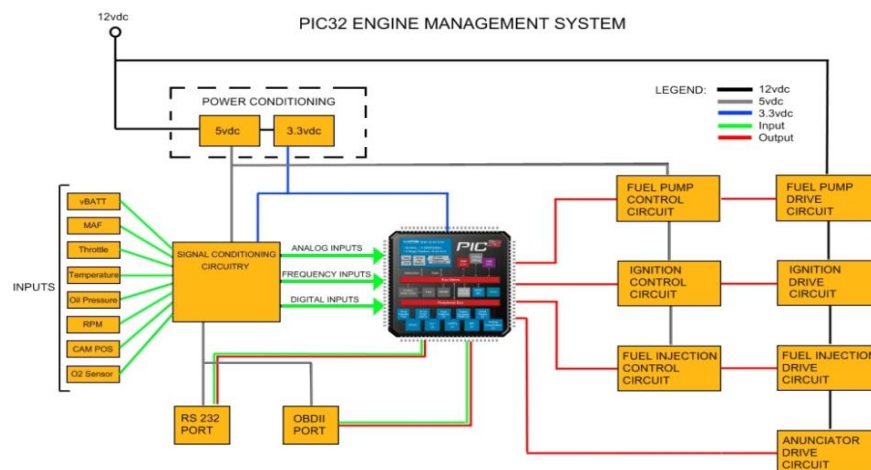 12vdc
PIC32 ENGINE MANAGEMENT SYSTEM
LEGEND:
12vdc
5vdc
3.3vdc
Input
Output
POWER CONDITIONING
5vdc
3.3vdc
INPUTS
vBATT
MAF
Throttle
Temperature
Oil Pressure
RPM
CAM POS
O2 Sensor
SIGNAL CONDITIONING
CIRCUITRY
ANALOG INPUTS
FREQUENCY INPUTS
DIGITAL INPUTS
PIC
RS 232
PORT
OBDII
PORT
FUEL PUMP
CONTROL
CIRCUIT
FUEL PUMP
DRIVE
CIRCUIT
IGNITION
CONTROL
CIRCUIT
IGNITION
DRIVE
CIRCUIT
FUEL INJECTION
CONTROL
CIRCUIT
FUEL INJECTION
DRIVE
CIRCUIT
ANUNCIATOR
DRIVE
CIRCUIT